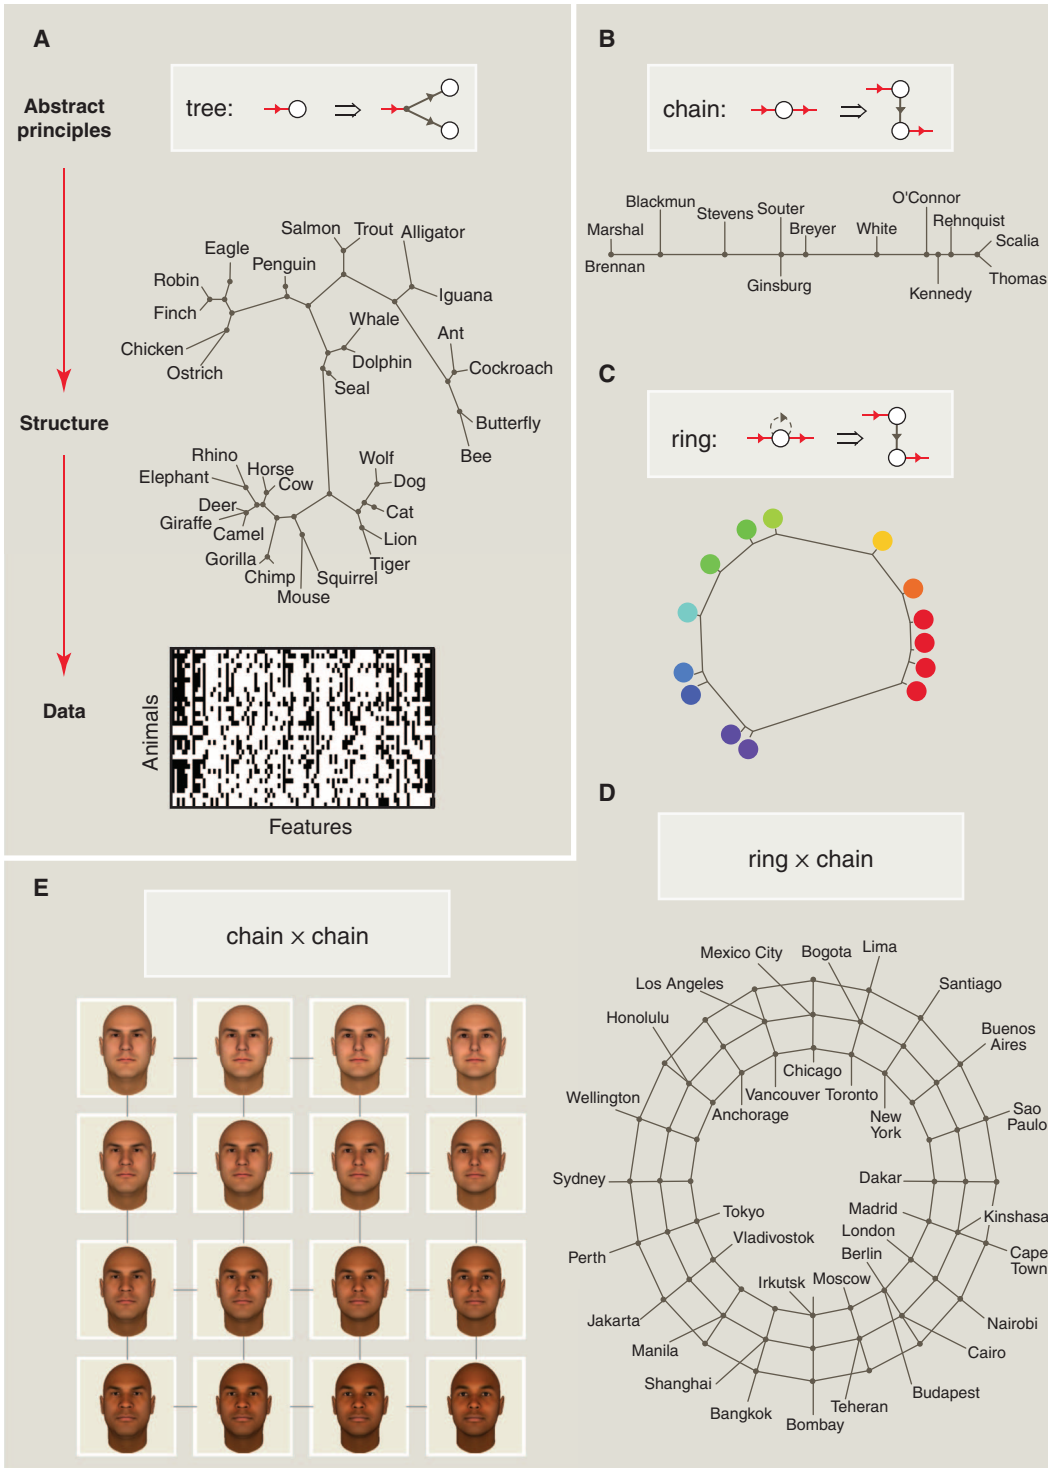 A
Abstract
principles
tree:
Salmon
Trout
Alligator
Eagle
Penguin
Robin
Iguana
Finch
Whale
Ant
Chicken
Dolphin
Cockroach
Ostrich
Seal
Structure
Butterfly
Bee
Rhino
Wolf
Elephant
Horse
Dog
Cow
Deer
Cat
Giraffe
Camel
Lion
Gorilla
Tiger
Chimp
Squirrel
Mouse
Data
Animals
Features
B
chain:
Blackmun
O'Connor
Stevens
Souter
Rehnquist
Marshal
Breyer
White
Scalia
Brennan
Ginsburg
Kennedy
Thomas
C
ring:
D
ring × chain
Mexico City
Bogota
Lima
Los Angeles
Santiago
Honolulu
Buenos
Aires
Chicago
Wellington
Vancouver
Toronto
Anchorage
New
York
Sao
Paulo
Sydney
Dakar
Tokyo
Madrid
Kinshasa
Vladivostok
London
Perth
Berlin
Cape
Town
Irkutsk
Moscow
Jakarta
Nairobi
Manila
Cairo
Shanghai
Budapest
Bangkok
Teheran
Bombay
E
chain × chain